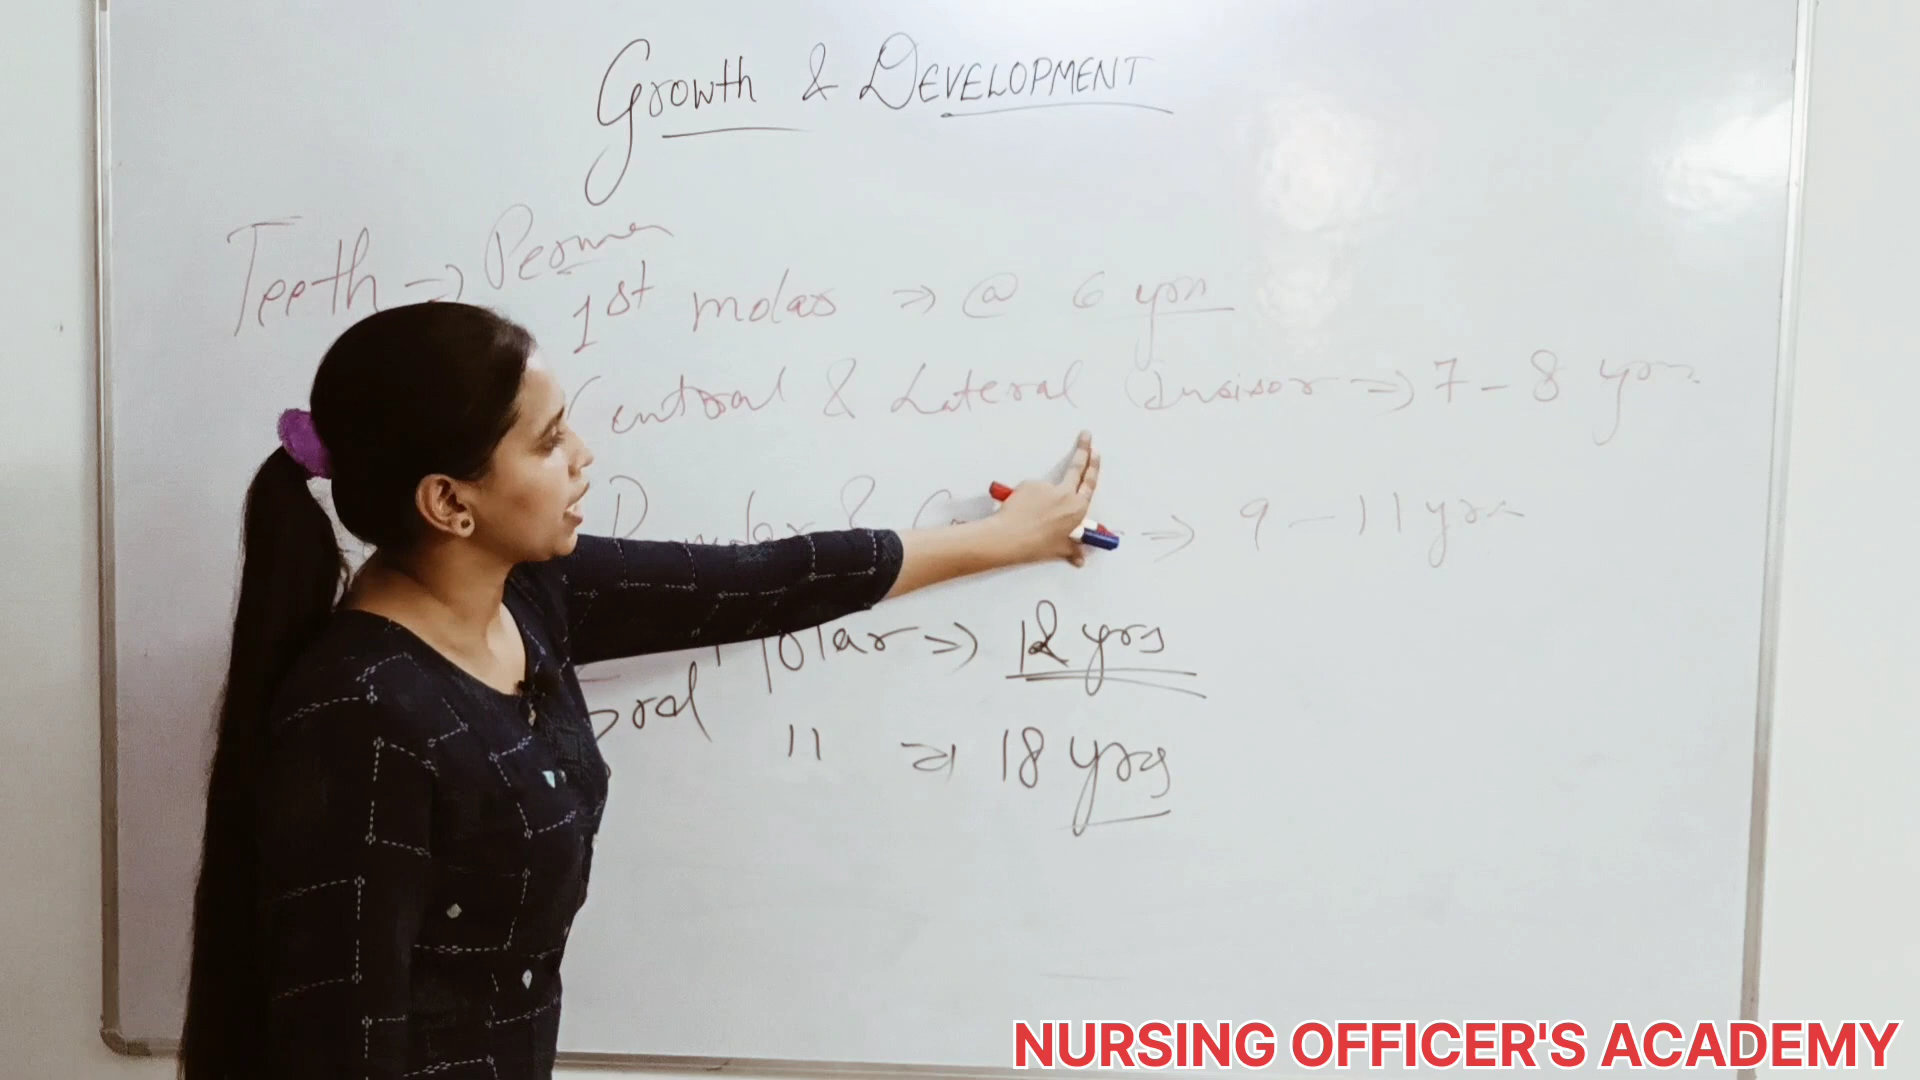 Growth & DEVELOPMENT
Teeth → Perman
1st molar ⇒ @ 6 yrs
Central & Lateral Incisor ⇒ 7 - 8 yrs
& ⇒ 9 - 11 yrs
Molar ⇒ 12 yrs
" ⇒ 18 yrs
NURSING OFFICER'S ACADEMY